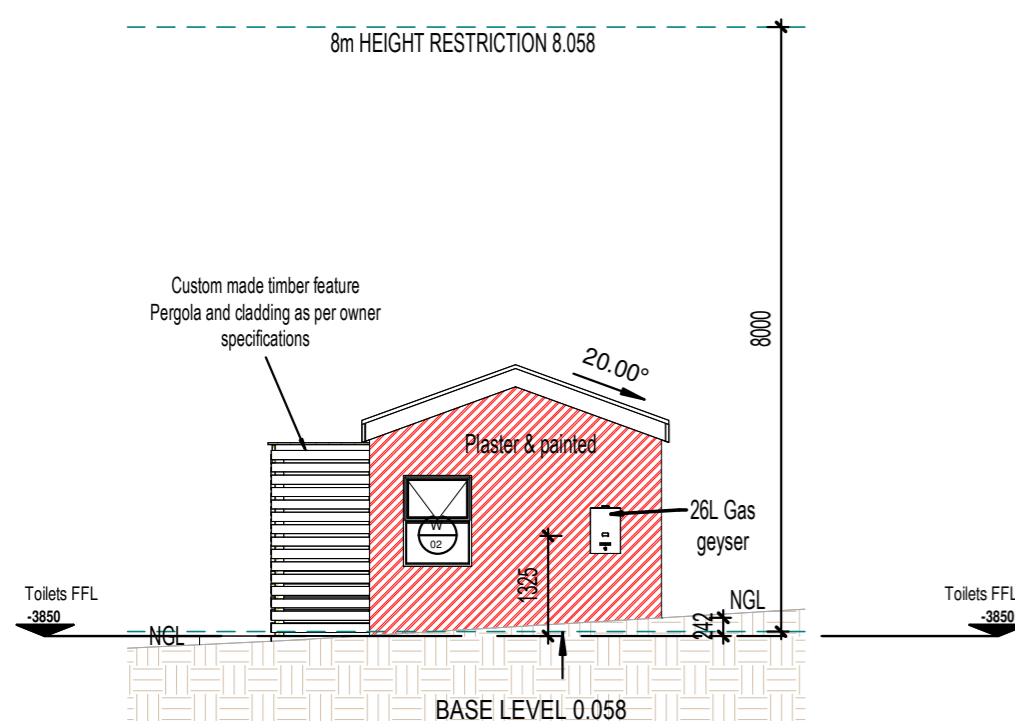 8m HEIGHT RESTRICTION 8.058
8000
Custom made timber feature
Pergola and cladding as per owner
specifications
20.00°
Plaster & painted
W
02
26L Gas
geyser
1325
Toilets FFL
-3850
NGL
242
NGL
Toilets FFL
-3850
BASE LEVEL 0.058